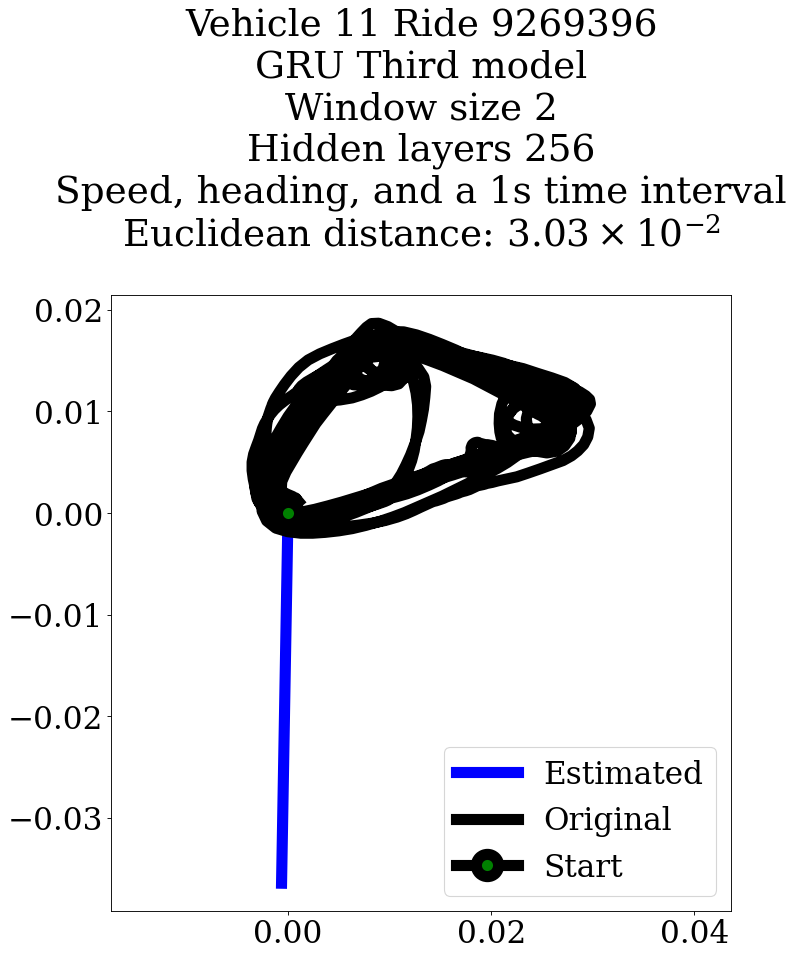 Vehicle 11 Ride 9269396
GRU Third model
Window size 2
Hidden layers 256
Speed, heading, and a 1s time interval
Euclidean distance: 3.03 × 10⁻²
0.02
0.01
0.00
−0.01
−0.02
−0.03
0.00 0.02 0.04
Estimated
Original
Start